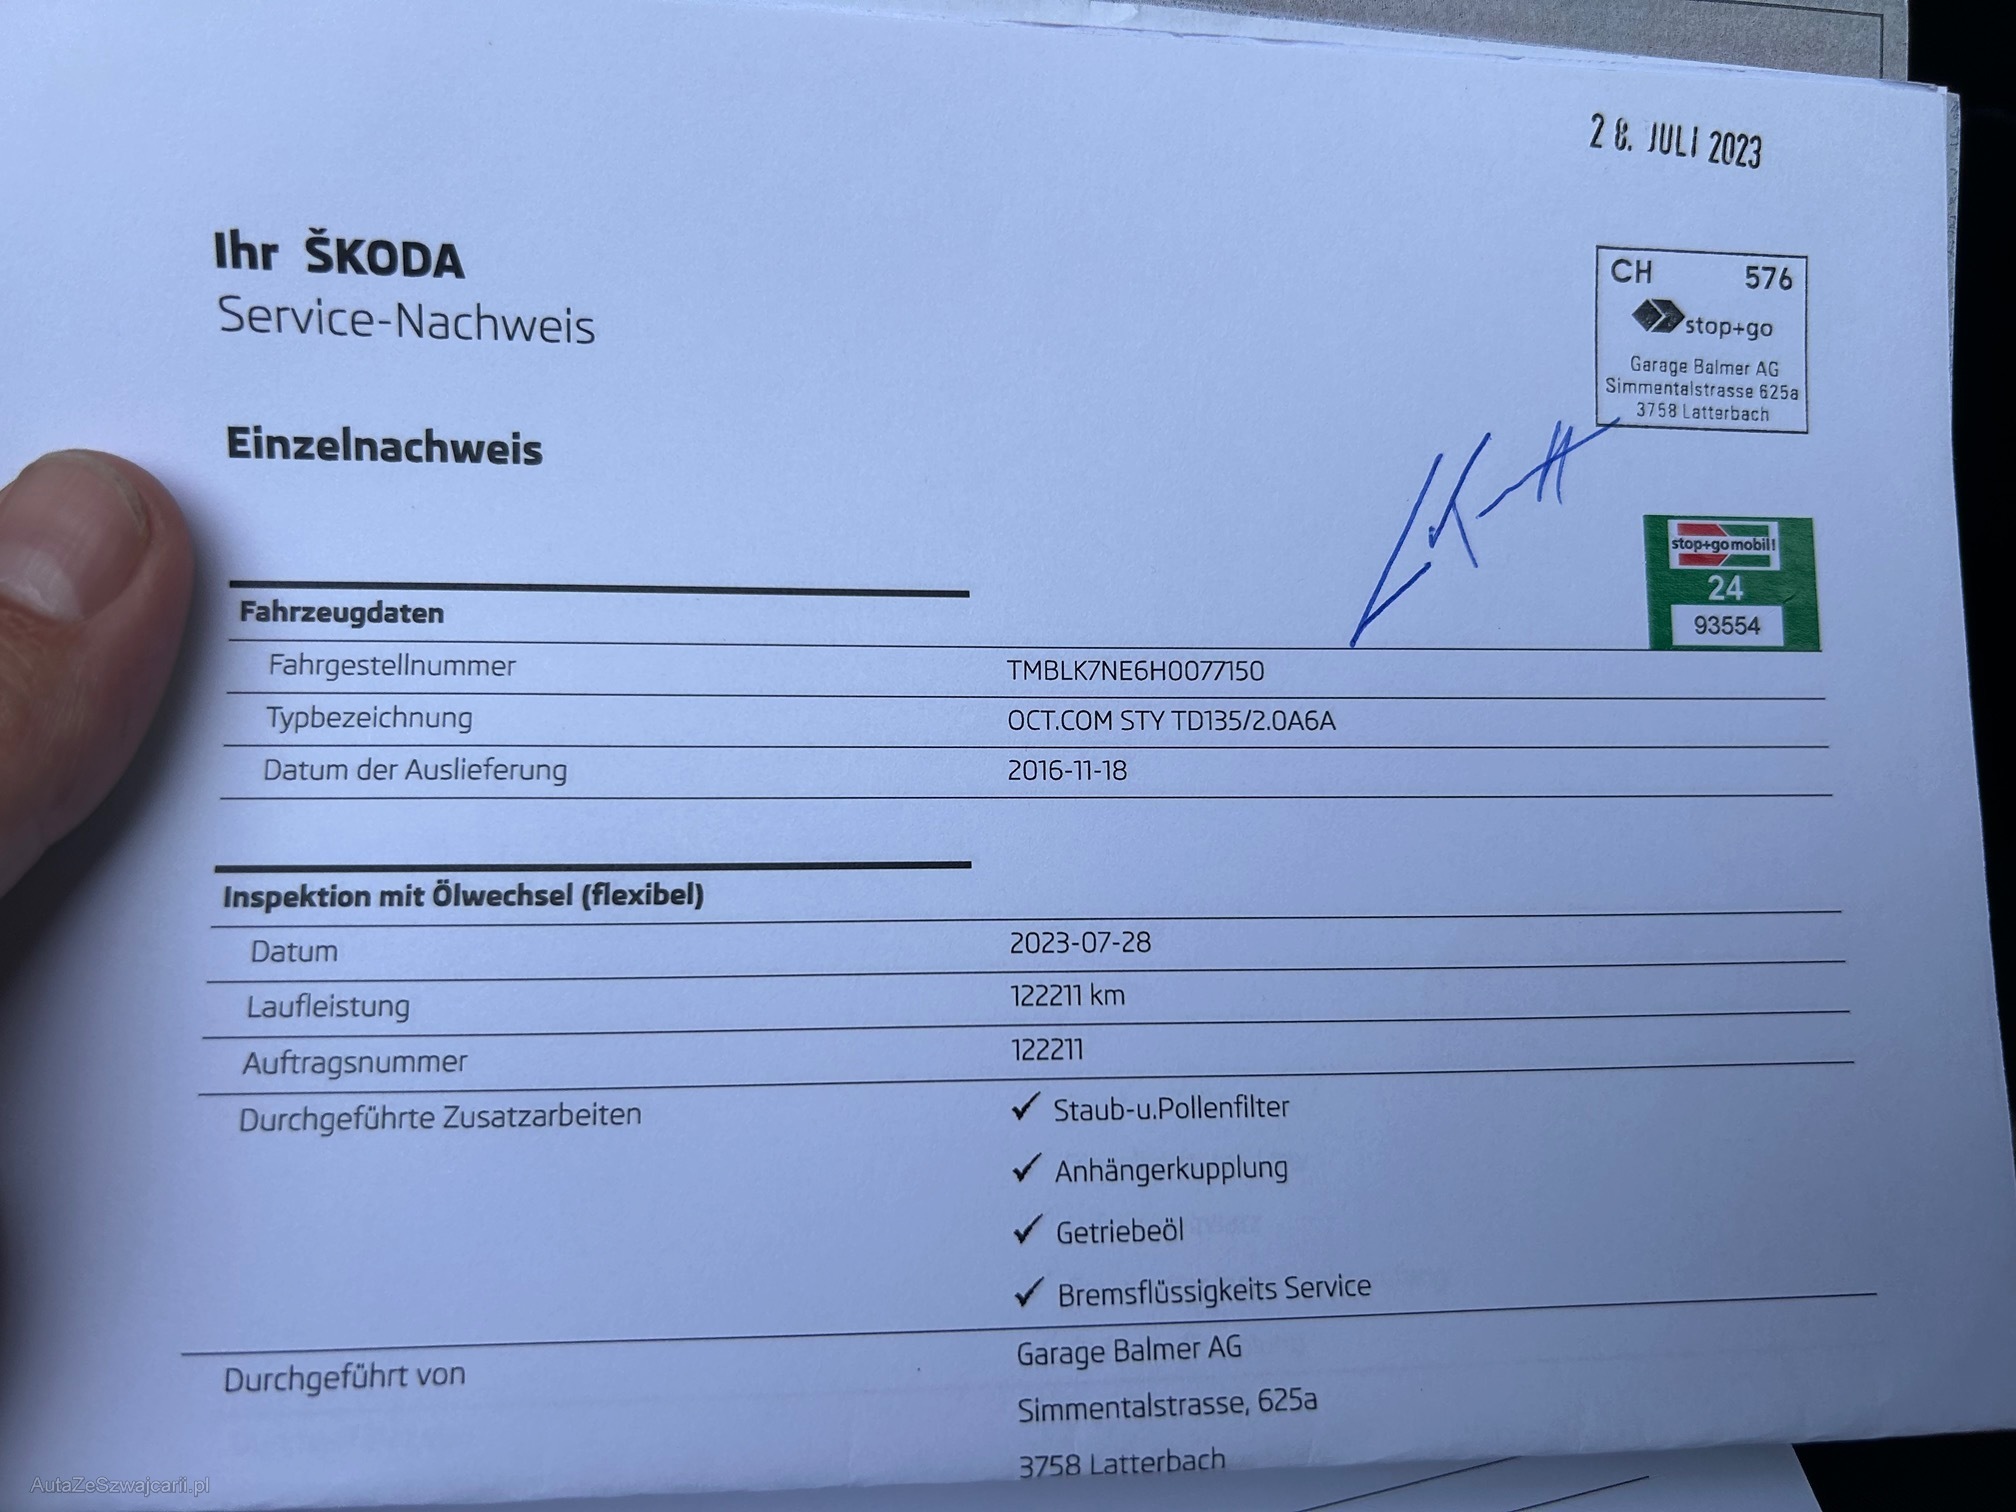 28. JULI 2023
Ihr ŠKODA
Service-Nachweis
CH 576
stop+go
Garage Balmer AG
Simmentalstrasse 625a
3758 Latterbach
Einzelnachweis
stop+go mobil!
24
93554
Fahrzeugdaten
Fahrgestellnummer TMBLK7NE6H0077150
Typbezeichnung OCT.COM STY TD135/2.0A6A
Datum der Auslieferung 2016-11-18
Inspektion mit Ölwechsel (flexibel)
Datum 2023-07-28
Laufleistung 122211 km
Auftragsnummer 122211
Durchgeführte Zusatzarbeiten ✓ Staub-u.Pollenfilter
✓ Anhängerkupplung
✓ Getriebeöl
✓ Bremsflüssigkeits Service
Durchgeführt von Garage Balmer AG
Simmentalstrasse, 625a
3758 Latterbach
AutaZeSzwajcarii.pl